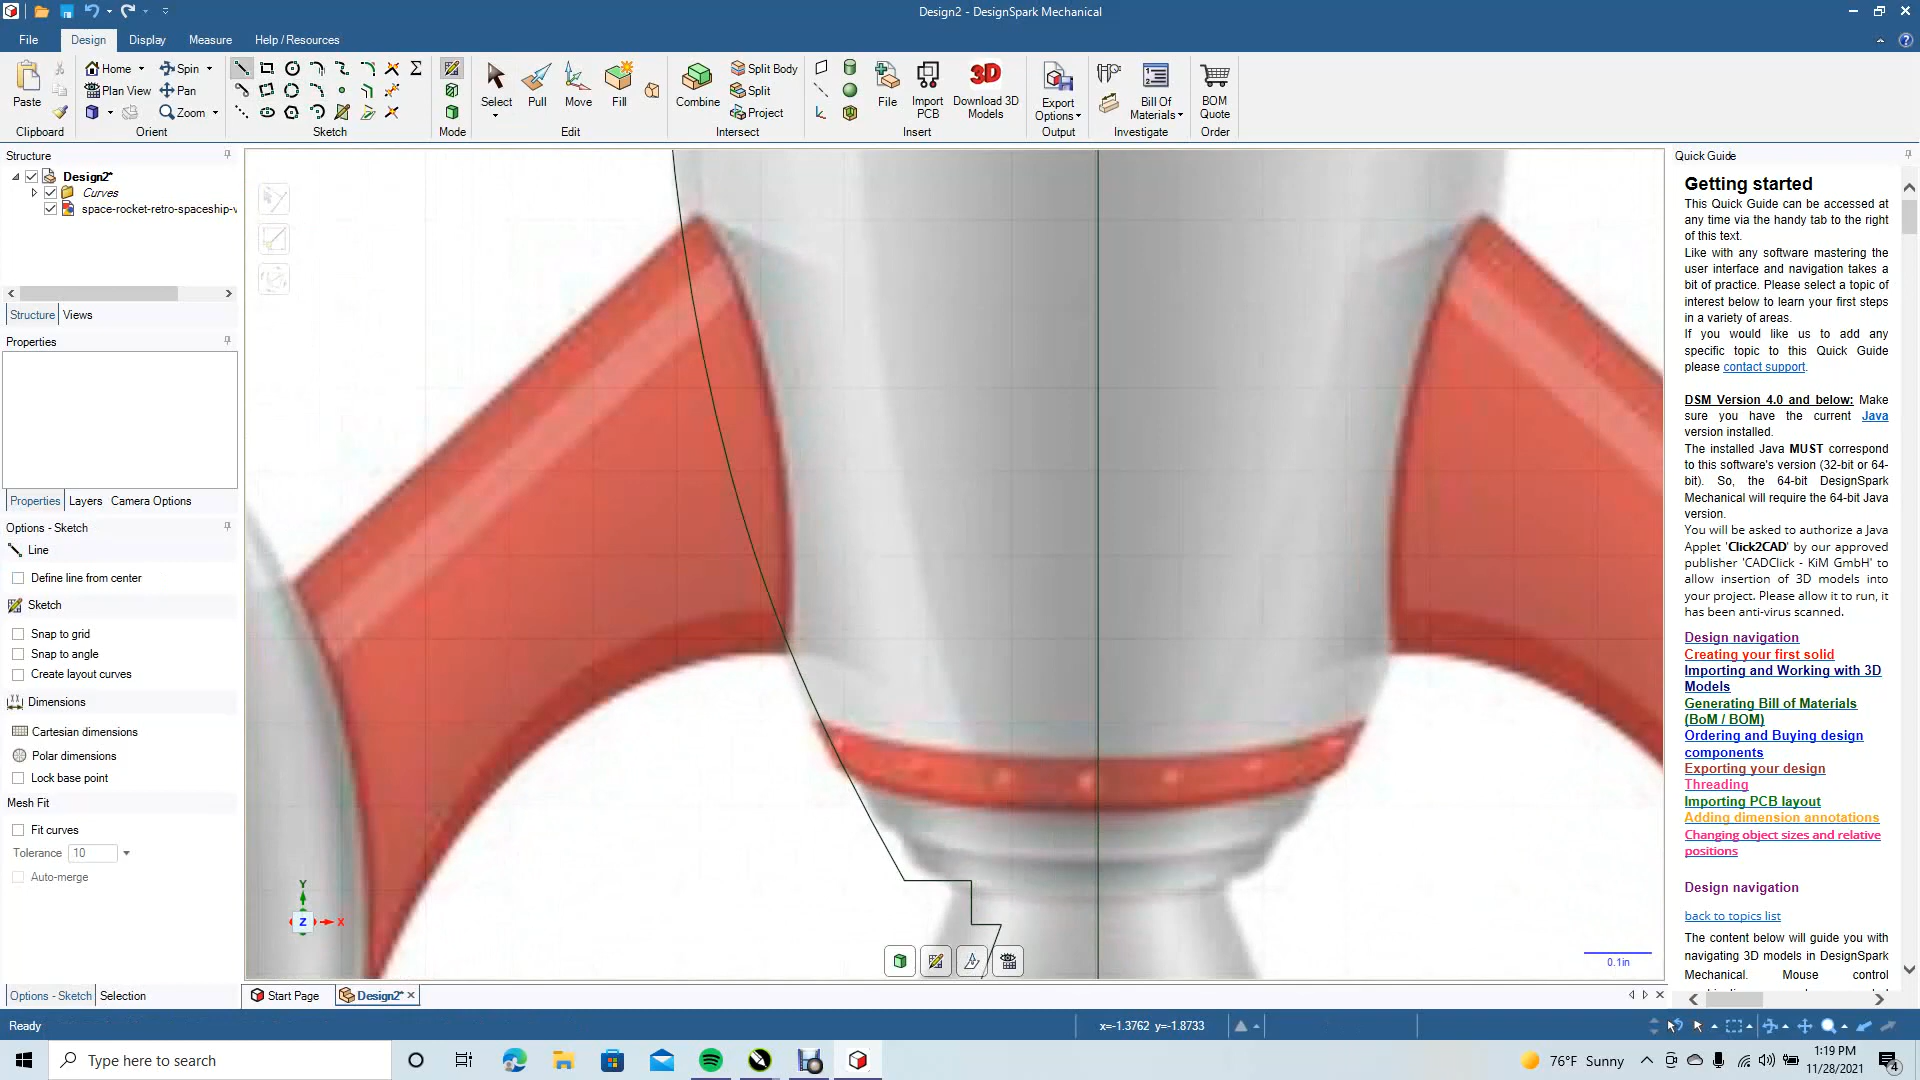 Design2 - DesignSpark Mechanical
File Design Display Measure Help / Resources
Paste Home Spin Plan View Pan Zoom
Select Pull Move Fill Combine Split Body Split Project
File Import PCB Download 3D Models Export Options Bill Of Materials BOM Quote
3D
Clipboard Orient Sketch Mode Edit Intersect Insert Output Investigate Order
Structure
Design2*
Curves
space-rocket-retro-spaceship-v
Structure Views
Properties
Properties Layers Camera Options
Options - Sketch
Line
Define line from center
Sketch
Snap to grid
Snap to angle
Create layout curves
Dimensions
Cartesian dimensions
Polar dimensions
Lock base point
Mesh Fit
Fit curves
Tolerance 10
Auto-merge
Options - Sketch Selection
Y
Z X
0.1in
Start Page Design2*
Quick Guide
Getting started
This Quick Guide can be accessed at
any time via the handy tab to the right
of this text.
Like with any software mastering the
user interface and navigation takes a
bit of practice. Please select a topic of
interest below to learn your first steps
in a variety of areas.
If you would like us to add any
specific topic to this Quick Guide
please contact support.
DSM Version 4.0 and below: Make
sure you have the current Java
version installed.
The installed Java MUST correspond
to this software's version (32-bit or 64-
bit). So, the 64-bit DesignSpark
Mechanical will require the 64-bit Java
version.
You will be asked to authorize a Java
Applet 'Click2CAD' by our approved
publisher 'CADClick - KiM GmbH' to
allow insertion of 3D models into
your project. Please allow it to run, it
has been anti-virus scanned.
Design navigation
Creating your first solid
Importing and Working with 3D
Models
Generating Bill of Materials
(BoM / BOM)
Ordering and Buying design
components
Exporting your design
Threading
Importing PCB layout
Adding dimension annotations
Changing object sizes and relative
positions
Design navigation
back to topics list
The content below will guide you with
navigating 3D models in DesignSpark
Mechanical. Mouse control
Ready
x=-1.3762 y=-1.8733
Type here to search
76°F Sunny
1:19 PM
11/28/2021
4